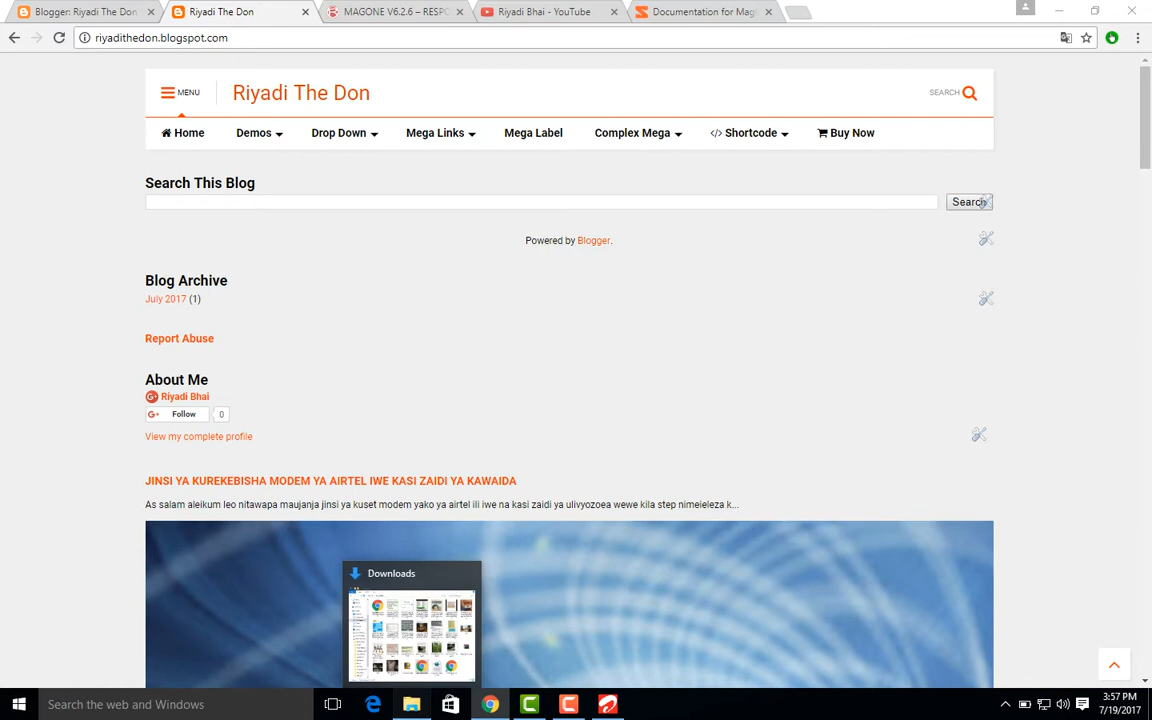 Blogger: Riyadi The Don
Riyadi The Don
MAGONE V6.2.6 – RESPO
Riyadi Bhai - YouTube
Documentation for Mag
riyadithedon.blogspot.com
MENU
Riyadi The Don
SEARCH
Home
Demos
Drop Down
Mega Links
Mega Label
Complex Mega
</> Shortcode
Buy Now
Search This Blog
Search
Powered by Blogger.
Blog Archive
July 2017 (1)
Report Abuse
About Me
Riyadi Bhai
G+ Follow 0
View my complete profile
JINSI YA KUREKEBISHA MODEM YA AIRTEL IWE KASI ZAIDI YA KAWAIDA
As salam aleikum leo nitawapa maujanja jinsi ya kuset modem yako ya airtel ili iwe na kasi zaidi ya ulivyozoea wewe kila step nimeieleza k...
Downloads
Search the web and Windows
3:57 PM
7/19/2017